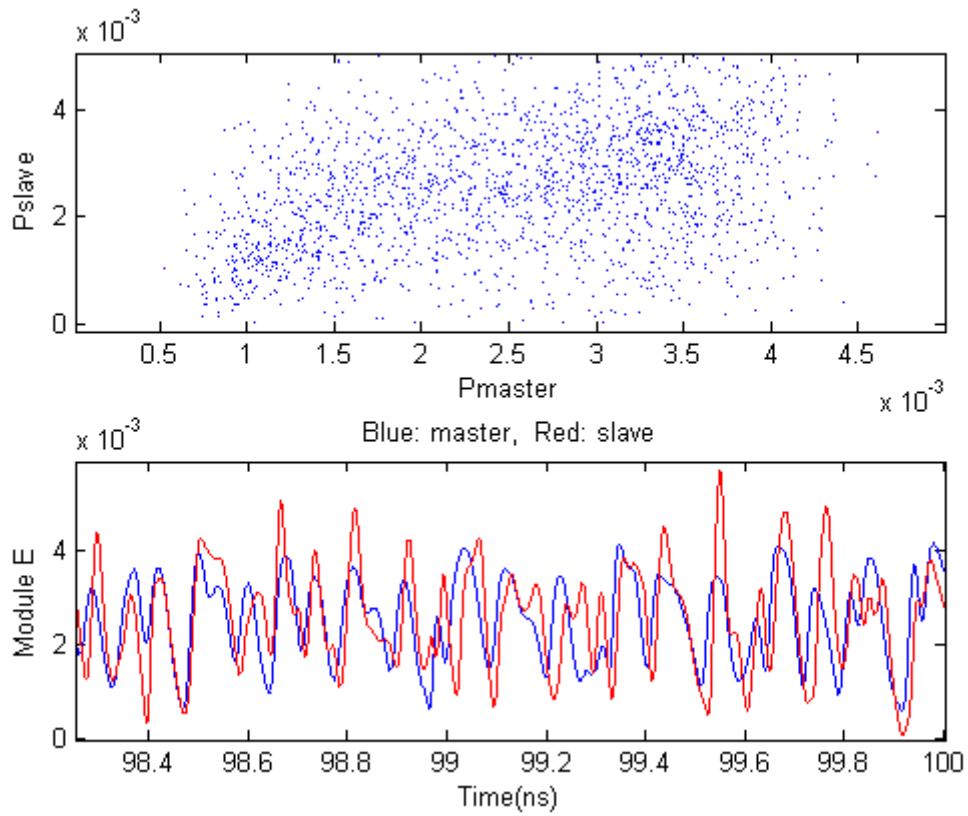 x 10-3
4
2
0
Pslave
0.5 1 1.5 2 2.5 3 3.5 4 4.5
Pmaster
x 10-3
Blue: master, Red: slave
x 10-3
4
2
0
Module E
98.4 98.6 98.8 99 99.2 99.4 99.6 99.8 100
Time(ns)